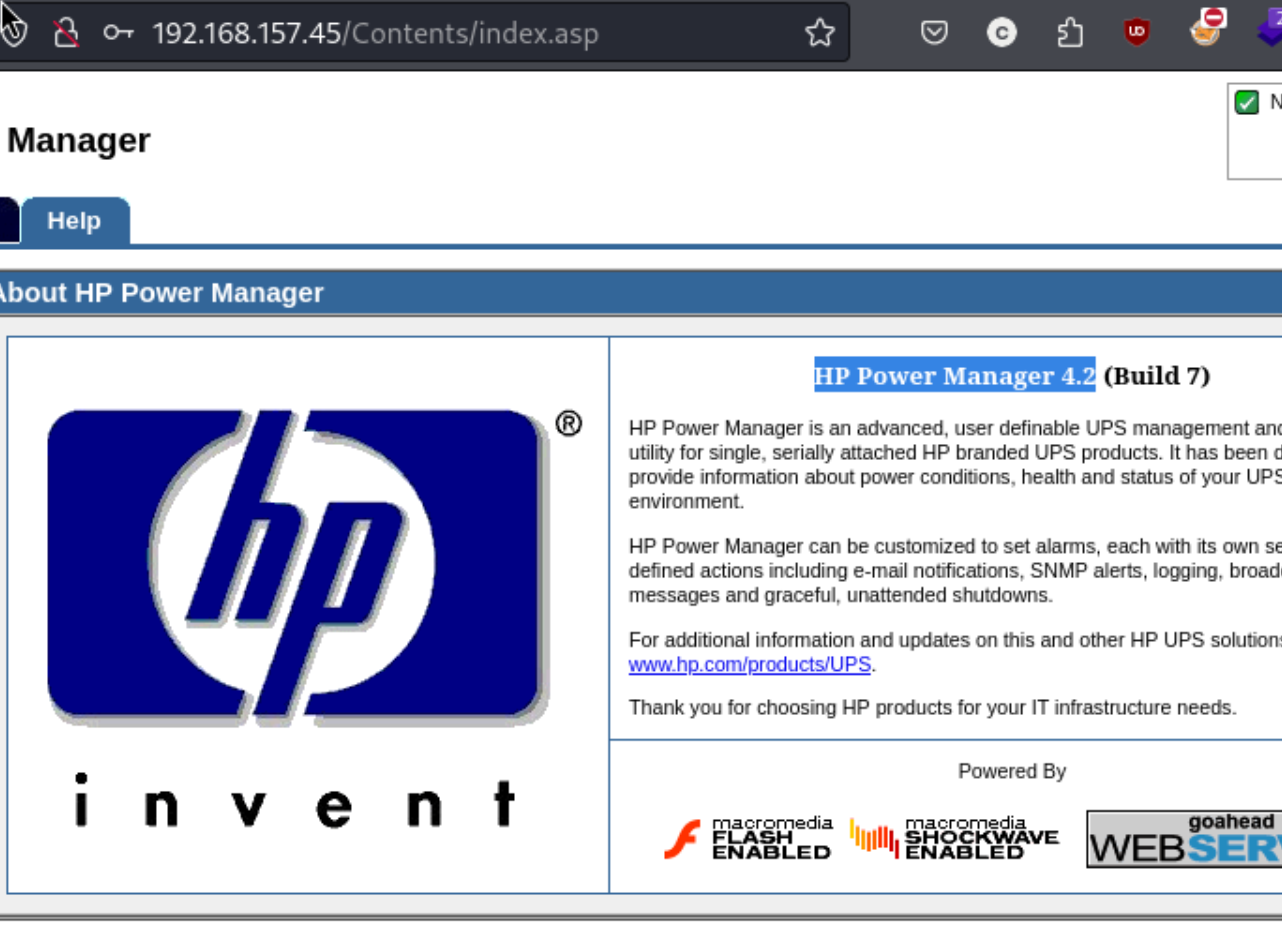 192.168.157.45/Contents/index.asp
Manager
Help
About HP Power Manager
hp ®
invent
HP Power Manager 4.2 (Build 7)
HP Power Manager is an advanced, user definable UPS management and
utility for single, serially attached HP branded UPS products. It has been
provide information about power conditions, health and status of your UPS
environment.
HP Power Manager can be customized to set alarms, each with its own
defined actions including e-mail notifications, SNMP alerts, logging,
messages and graceful, unattended shutdowns.
For additional information and updates on this and other HP UPS solutions
www.hp.com/products/UPS.
Thank you for choosing HP products for your IT infrastructure needs.
Powered By
macromedia
FLASH
ENABLED
macromedia
SHOCKWAVE
ENABLED
goahead